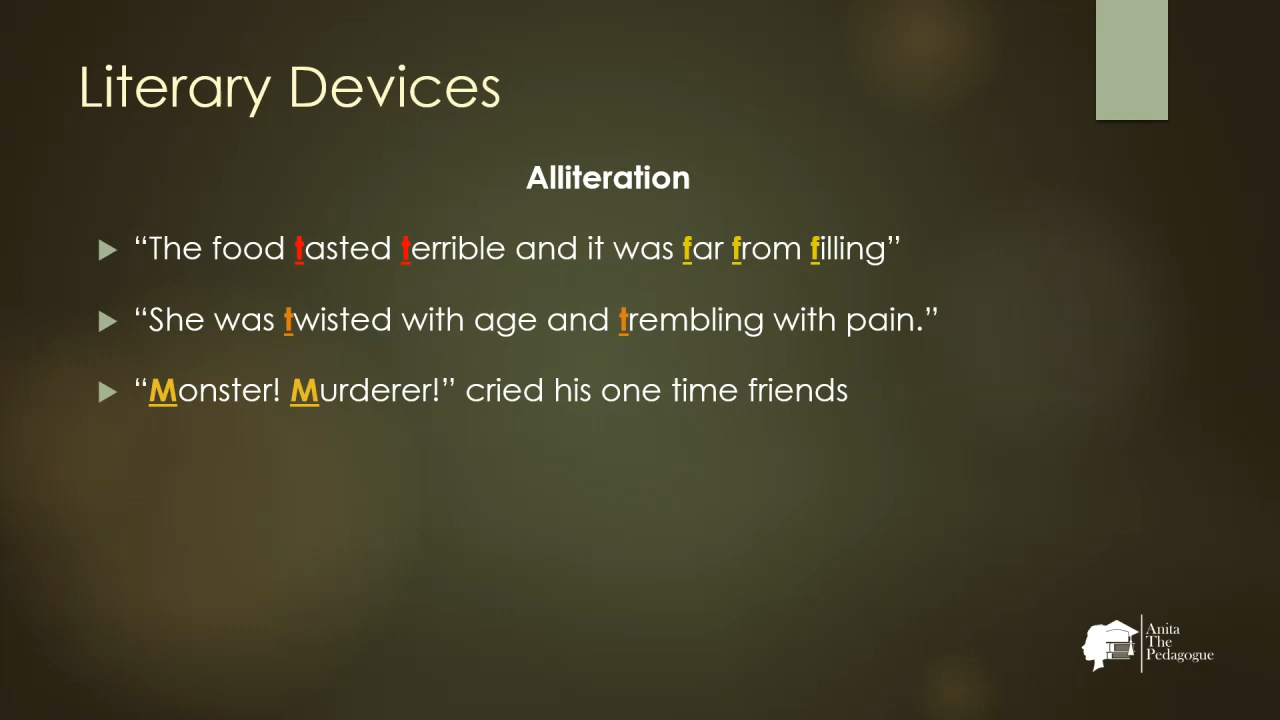 Literary Devices
Alliteration
“The food tasted terrible and it was far from filling”
“She was twisted with age and trembling with pain.”
“Monster! Murderer!” cried his one time friends
Anita
The
Pedagogue